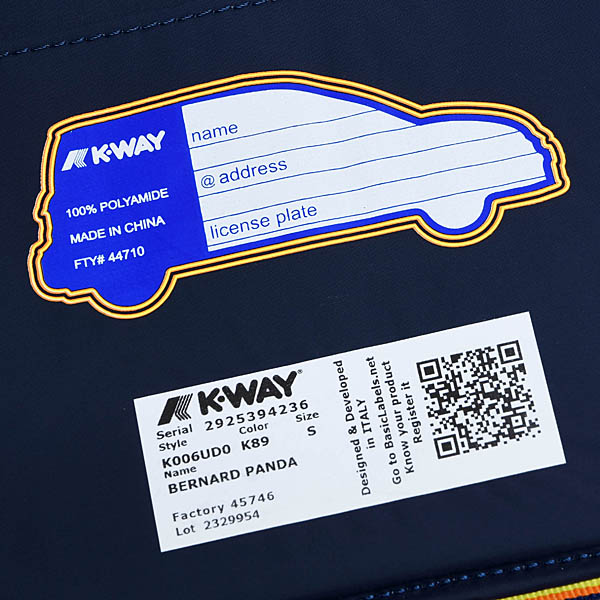 K·WAY
100% POLYAMIDE
MADE IN CHINA
FTY# 44710
name
@ address
license plate
K·WAY®
Serial 2925394236
Style Color Size
K006UD0 K89 S
Name
BERNARD PANDA
Factory 45746
Lot 2329954
Designed & Developed
in ITALY
Go to BasicLabels.net
Know your product
Register it